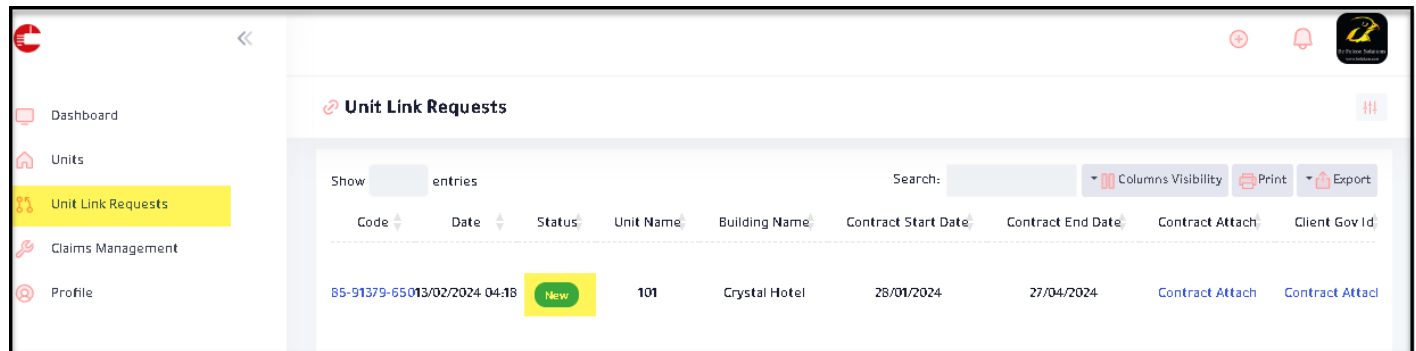 Dashboard
Units
Unit Link Requests
Claims Management
Profile
Unit Link Requests
Show entries
Search:
Columns Visibility
Print
Export
Code Date Status Unit Name Building Name Contract Start Date Contract End Date Contract Attach Client Gov Id
85-91379-650 13/02/2024 04:18 New 101 Crystal Hotel 28/01/2024 27/04/2024 Contract Attach Contract Attach